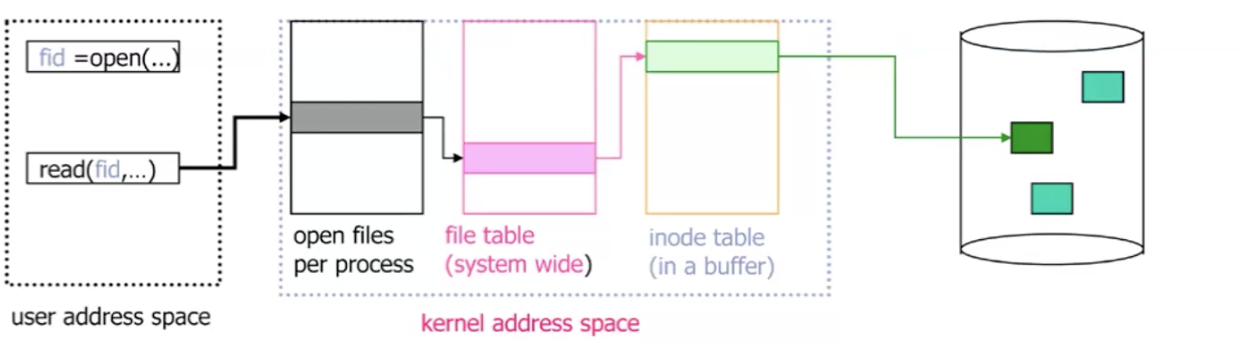 fid =open(...)
read(fid,...)
open files
per process
file table
(system wide)
inode table
(in a buffer)
user address space
kernel address space